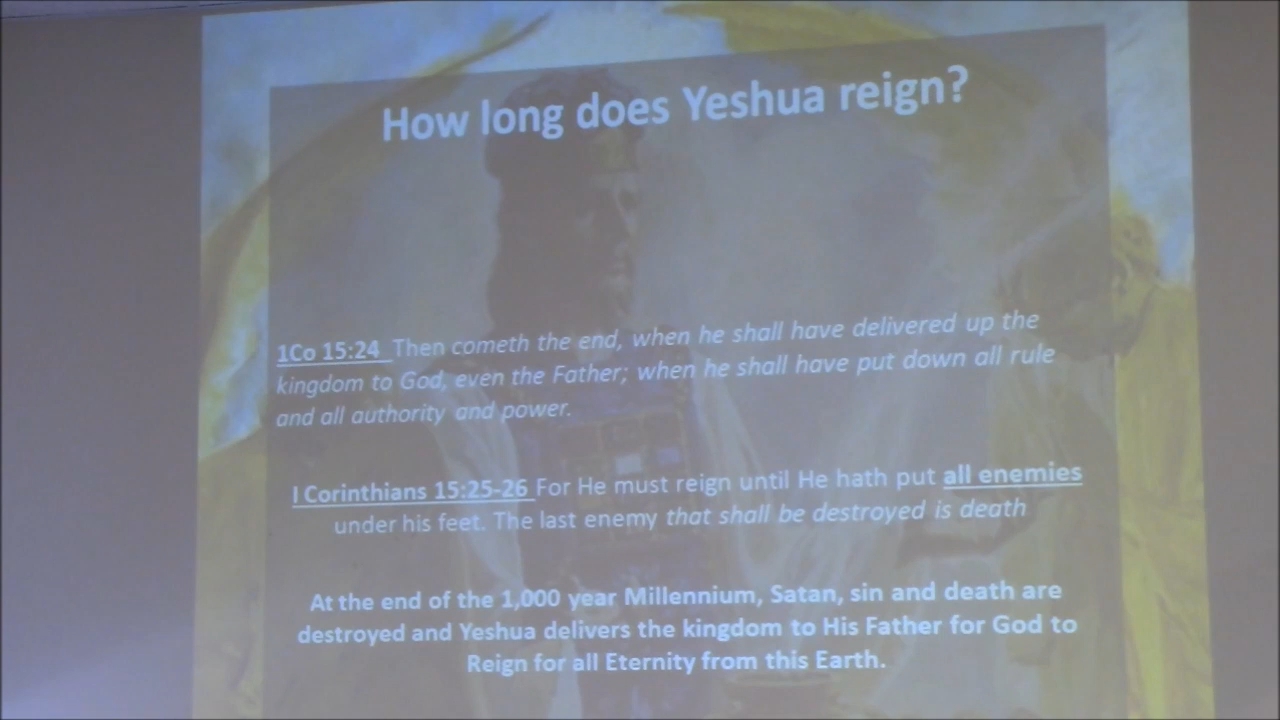 How long does Yeshua reign?
1Co 15:24 Then cometh the end, when he shall have delivered up the
kingdom to God, even the Father; when he shall have put down all rule
and all authority and power.
I Corinthians 15:25-26 For He must reign until He hath put all enemies
under his feet. The last enemy that shall be destroyed is death
At the end of the 1,000 year Millennium, Satan, sin and death are
destroyed and Yeshua delivers the kingdom to His Father for God to
Reign for all Eternity from this Earth.